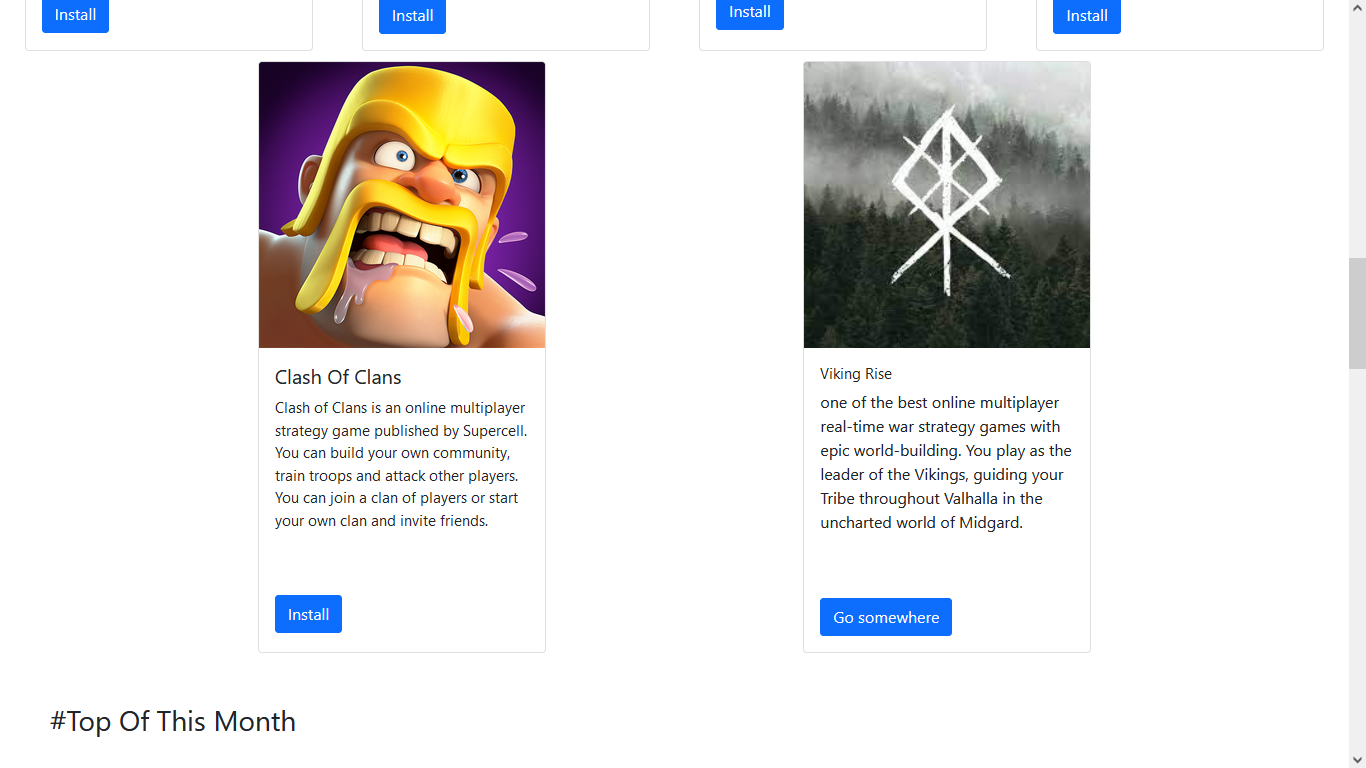 Install
Install
Install
Install
Clash Of Clans
Clash of Clans is an online multiplayer
strategy game published by Supercell.
You can build your own community,
train troops and attack other players.
You can join a clan of players or start
your own clan and invite friends.
Install
Viking Rise
one of the best online multiplayer
real-time war strategy games with
epic world-building. You play as the
leader of the Vikings, guiding your
Tribe throughout Valhalla in the
uncharted world of Midgard.
Go somewhere
#Top Of This Month